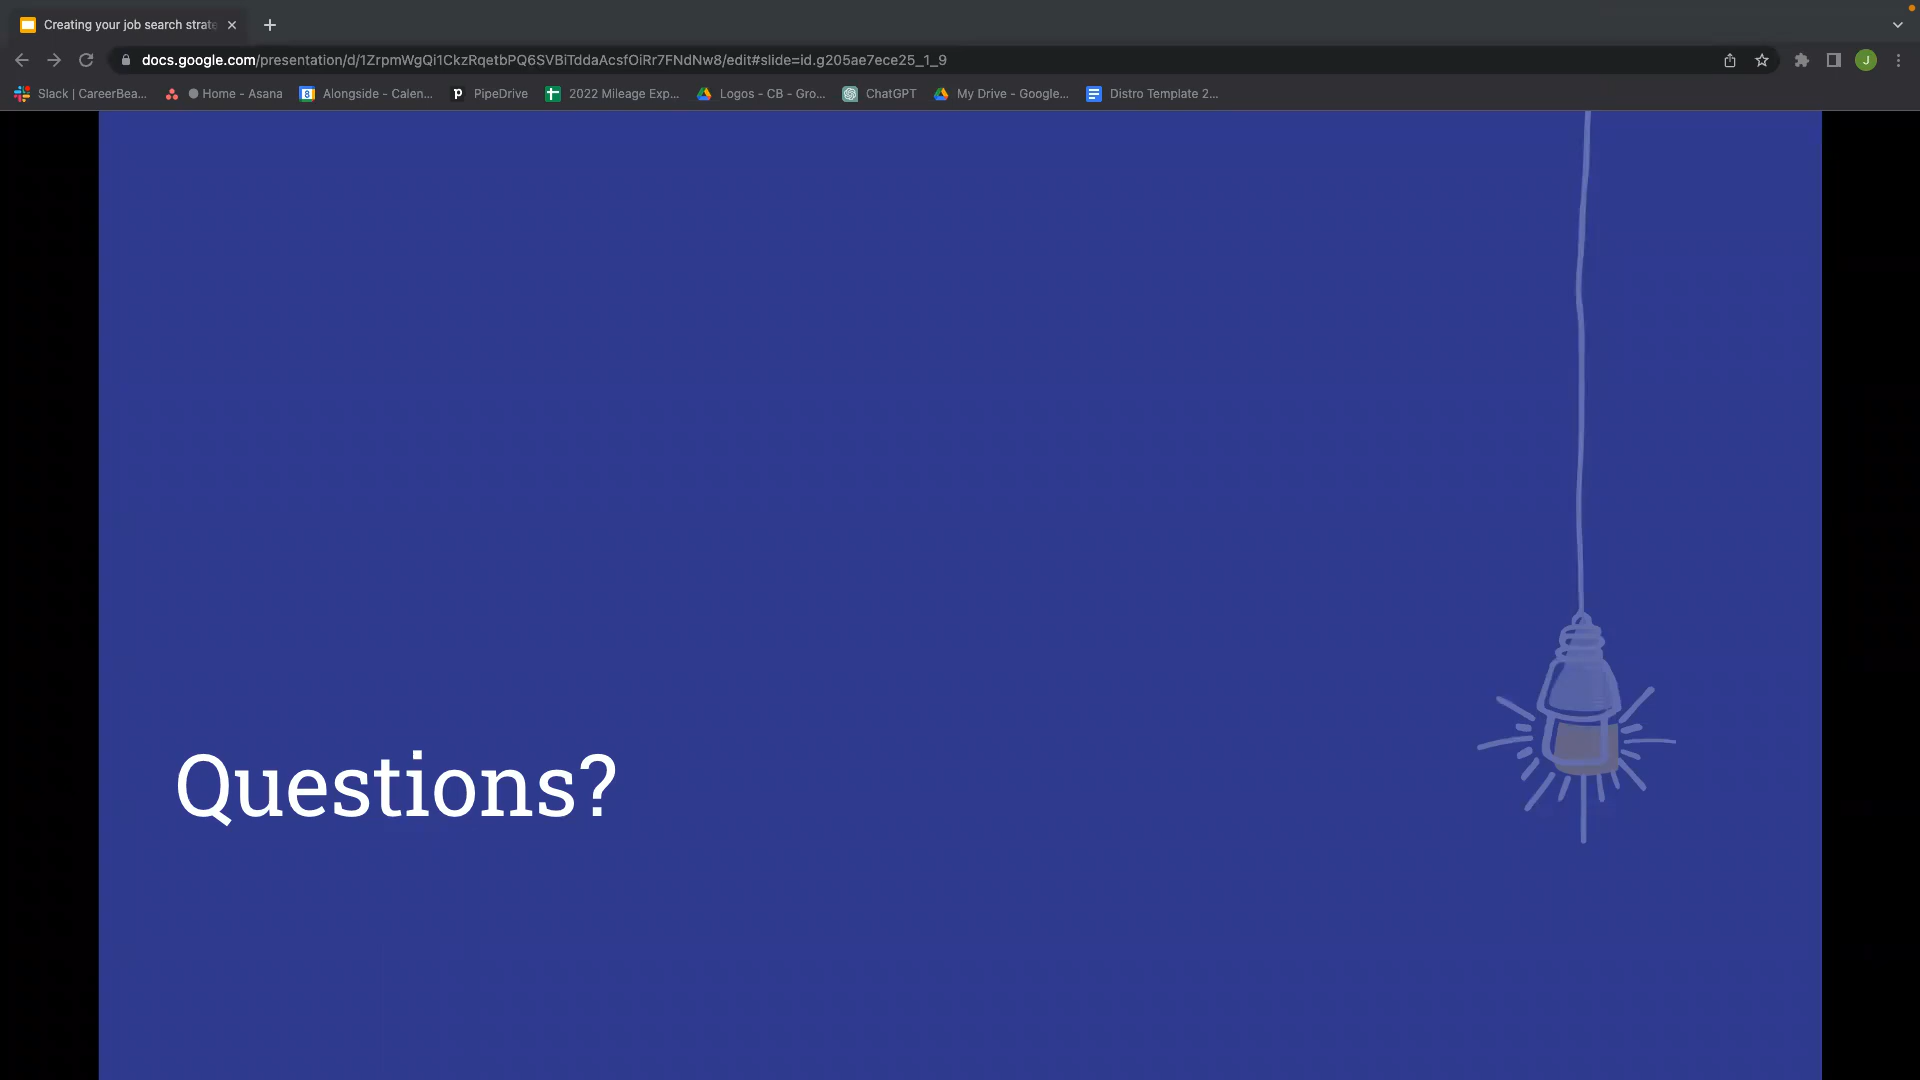 Creating your job search strate
docs.google.com/presentation/d/1ZrpmWgQi1CkzRqetbPQ6SVBiTddaAcsfOiRr7FNdNw8/edit#slide=id.g205ae7ece25_1_9
J
Slack | CareerBea... Home - Asana 8 Alongside - Calen... p PipeDrive 2022 Mileage Exp... Logos - CB - Gro... ChatGPT My Drive - Google... Distro Template 2...
Questions?